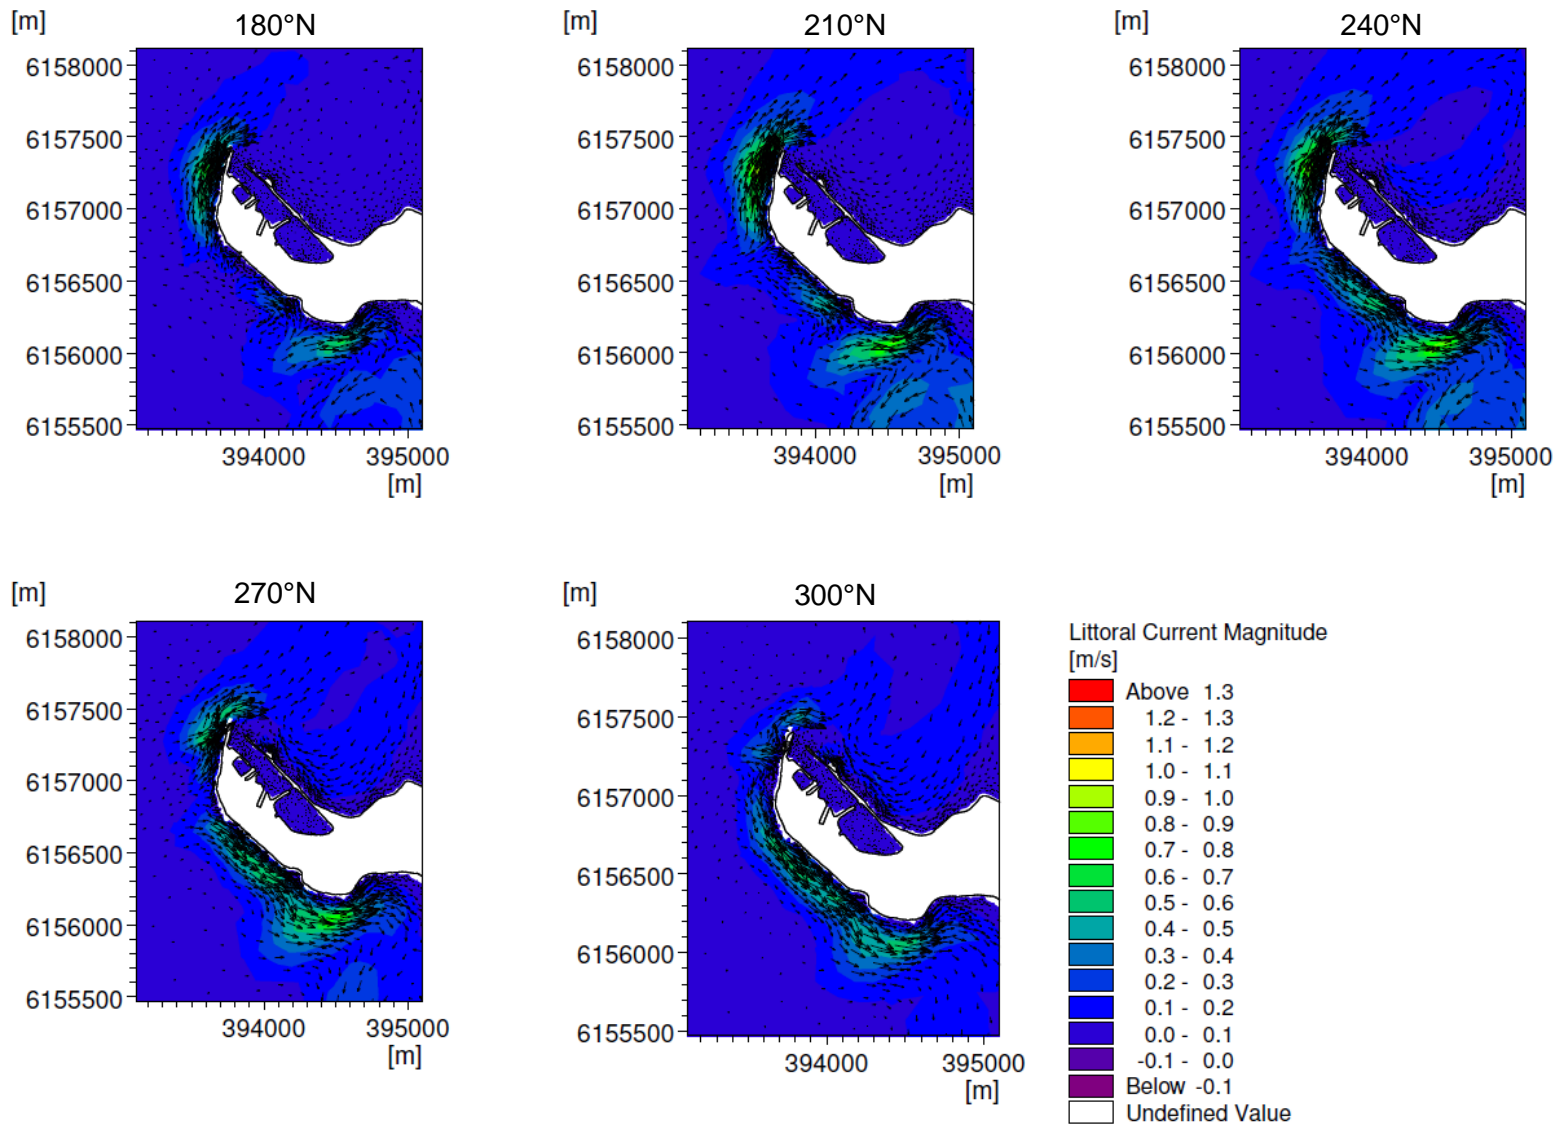 [m]
180°N
6158000
6157500
6157000
6156500
6156000
6155500
394000 395000
[m]
[m]
210°N
6158000
6157500
6157000
6156500
6156000
6155500
394000 395000
[m]
[m]
240°N
6158000
6157500
6157000
6156500
6156000
6155500
394000 395000
[m]
[m]
270°N
6158000
6157500
6157000
6156500
6156000
6155500
394000 395000
[m]
[m]
300°N
6158000
6157500
6157000
6156500
6156000
6155500
394000 395000
[m]
Littoral Current Magnitude
[m/s]
Above 1.3
1.2 - 1.3
1.1 - 1.2
1.0 - 1.1
0.9 - 1.0
0.8 - 0.9
0.7 - 0.8
0.6 - 0.7
0.5 - 0.6
0.4 - 0.5
0.3 - 0.4
0.2 - 0.3
0.1 - 0.2
0.0 - 0.1
-0.1 - 0.0
Below -0.1
Undefined Value